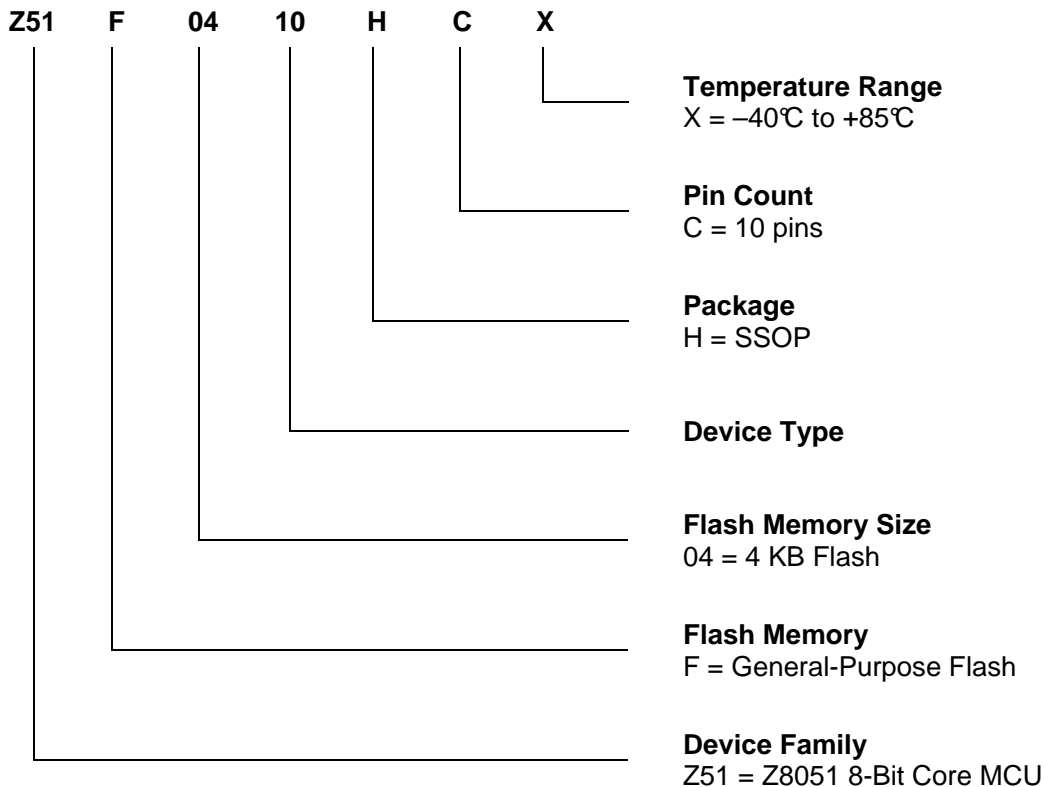 Z51 F 04 10 H C X
Temperature Range
X = –40°C to +85°C
Pin Count
C = 10 pins
Package
H = SSOP
Device Type
Flash Memory Size
04 = 4 KB Flash
Flash Memory
F = General-Purpose Flash
Device Family
Z51 = Z8051 8-Bit Core MCU